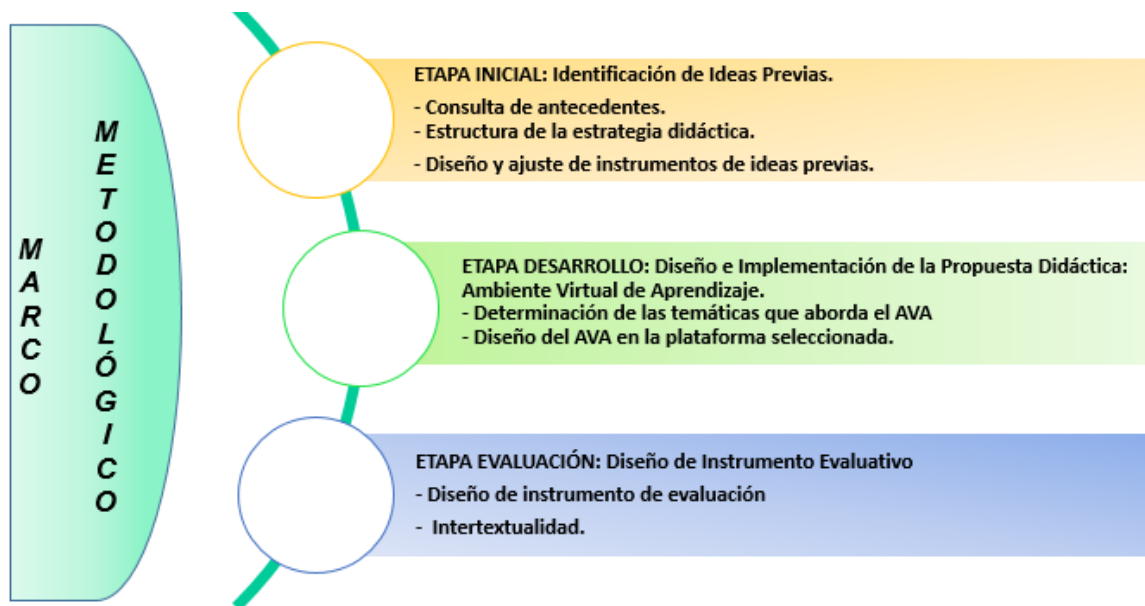 MARCO
METODOLÓGICO
ETAPA INICIAL: Identificación de Ideas Previas.
- Consulta de antecedentes.
- Estructura de la estrategia didáctica.
- Diseño y ajuste de instrumentos de ideas previas.
ETAPA DESARROLLO: Diseño e Implementación de la Propuesta Didáctica:
Ambiente Virtual de Aprendizaje.
- Determinación de las temáticas que aborda el AVA
- Diseño del AVA en la plataforma seleccionada.
ETAPA EVALUACIÓN: Diseño de Instrumento Evaluativo
- Diseño de instrumento de evaluación
- Intertextualidad.